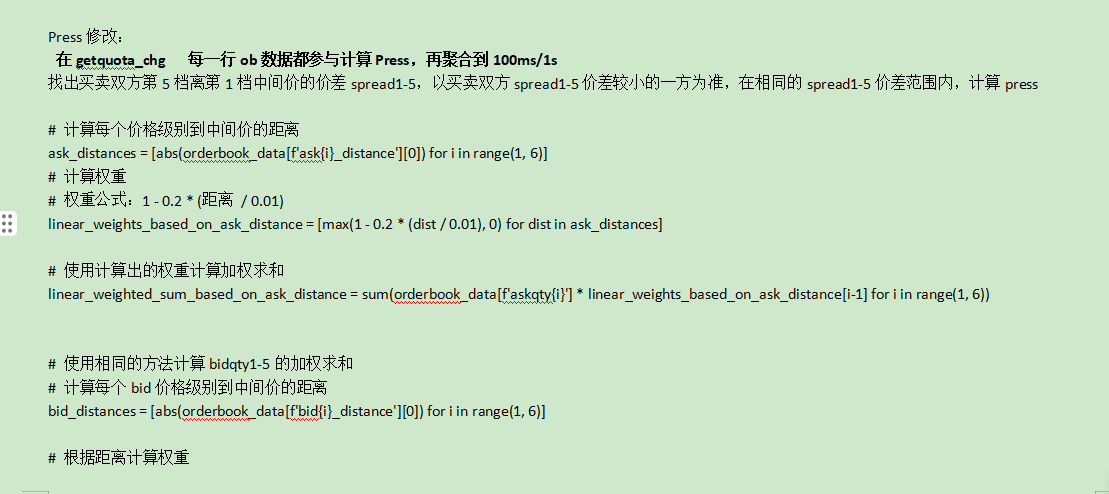 Press 修改：
在 getquota_chg 每一行 ob 数据都参与计算 Press，再聚合到 100ms/1s
找出买卖双方第 5 档离第 1 档中间价的价差 spread1-5，以买卖双方 spread1-5 价差较小的一方为准，在相同的 spread1-5 价差范围内，计算 press
# 计算每个价格级别到中间价的距离
ask_distances = [abs(orderbook_data[f'ask{i}_distance'][0]) for i in range(1, 6)]
# 计算权重
# 权重公式：1 - 0.2 * (距离 / 0.01)
linear_weights_based_on_ask_distance = [max(1 - 0.2 * (dist / 0.01), 0) for dist in ask_distances]
# 使用计算出的权重计算加权求和
linear_weighted_sum_based_on_ask_distance = sum(orderbook_data[f'askqty{i}'] * linear_weights_based_on_ask_distance[i-1] for i in range(1, 6))
# 使用相同的方法计算 bidqty1-5 的加权求和
# 计算每个 bid 价格级别到中间价的距离
bid_distances = [abs(orderbook_data[f'bid{i}_distance'][0]) for i in range(1, 6)]
# 根据距离计算权重